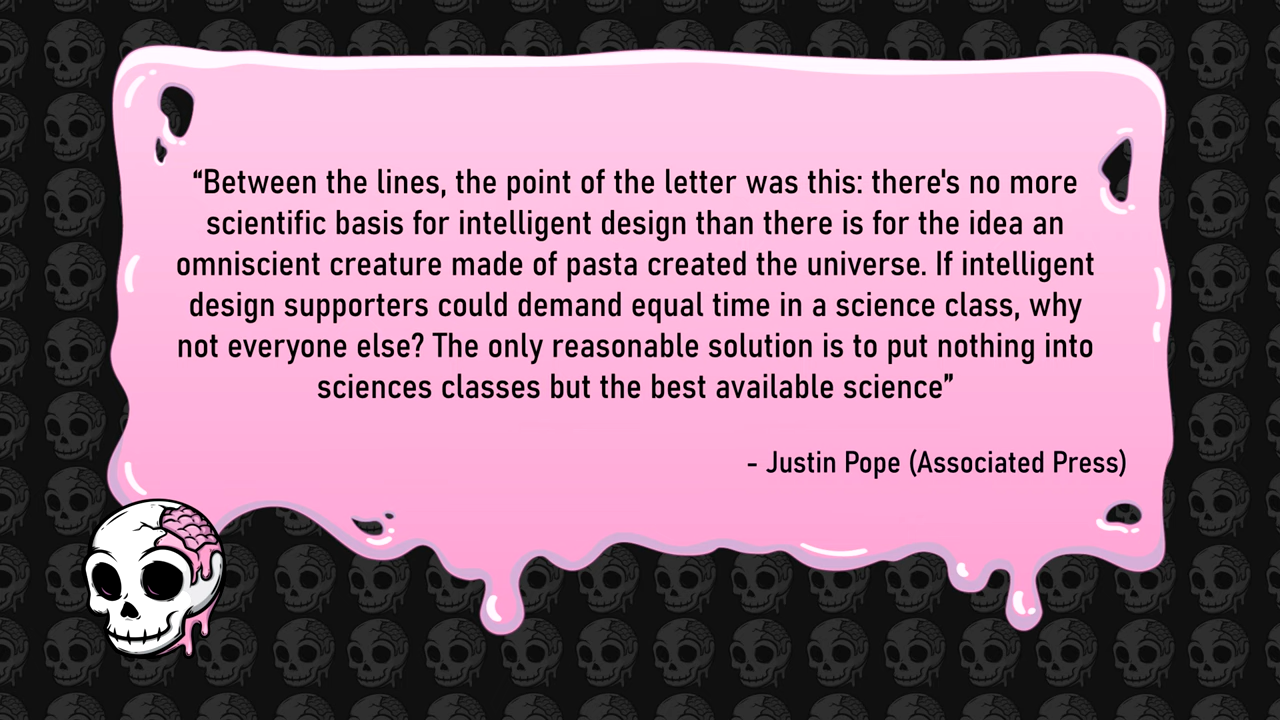 “Between the lines, the point of the letter was this: there's no more
scientific basis for intelligent design than there is for the idea an
omniscient creature made of pasta created the universe. If intelligent
design supporters could demand equal time in a science class, why
not everyone else? The only reasonable solution is to put nothing into
sciences classes but the best available science”
- Justin Pope (Associated Press)